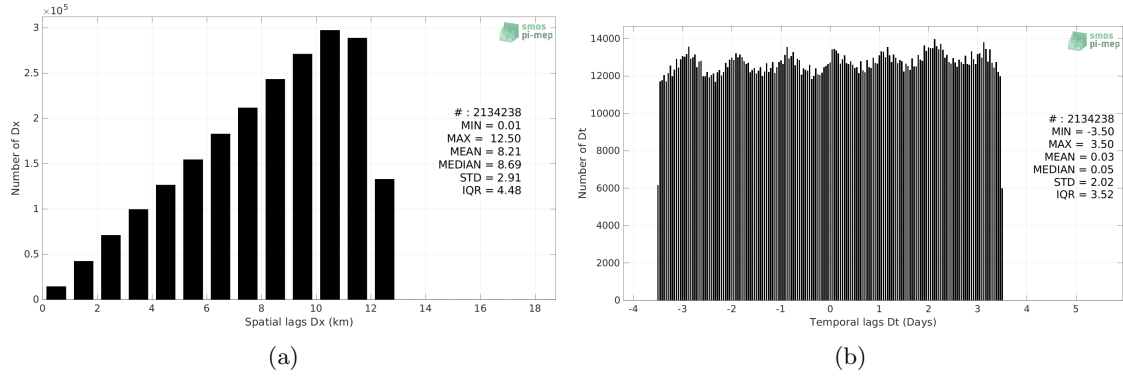 ×10⁵
3
2.5
2
1.5
1
0.5
0
Number of Dx
0 2 4 6 8 10 12 14 16 18
Spatial lags Dx (km)
smos
pi-mep
# : 2134238
MIN = 0.01
MAX = 12.50
MEAN = 8.21
MEDIAN = 8.69
STD = 2.91
IQR = 4.48
(a)
14000
12000
10000
8000
6000
4000
2000
0
Number of Dt
-4 -3 -2 -1 0 1 2 3 4 5
Temporal lags Dt (Days)
smos
pi-mep
# : 2134238
MIN = -3.50
MAX = 3.50
MEAN = 0.03
MEDIAN = 0.05
STD = 2.02
IQR = 3.52
(b)